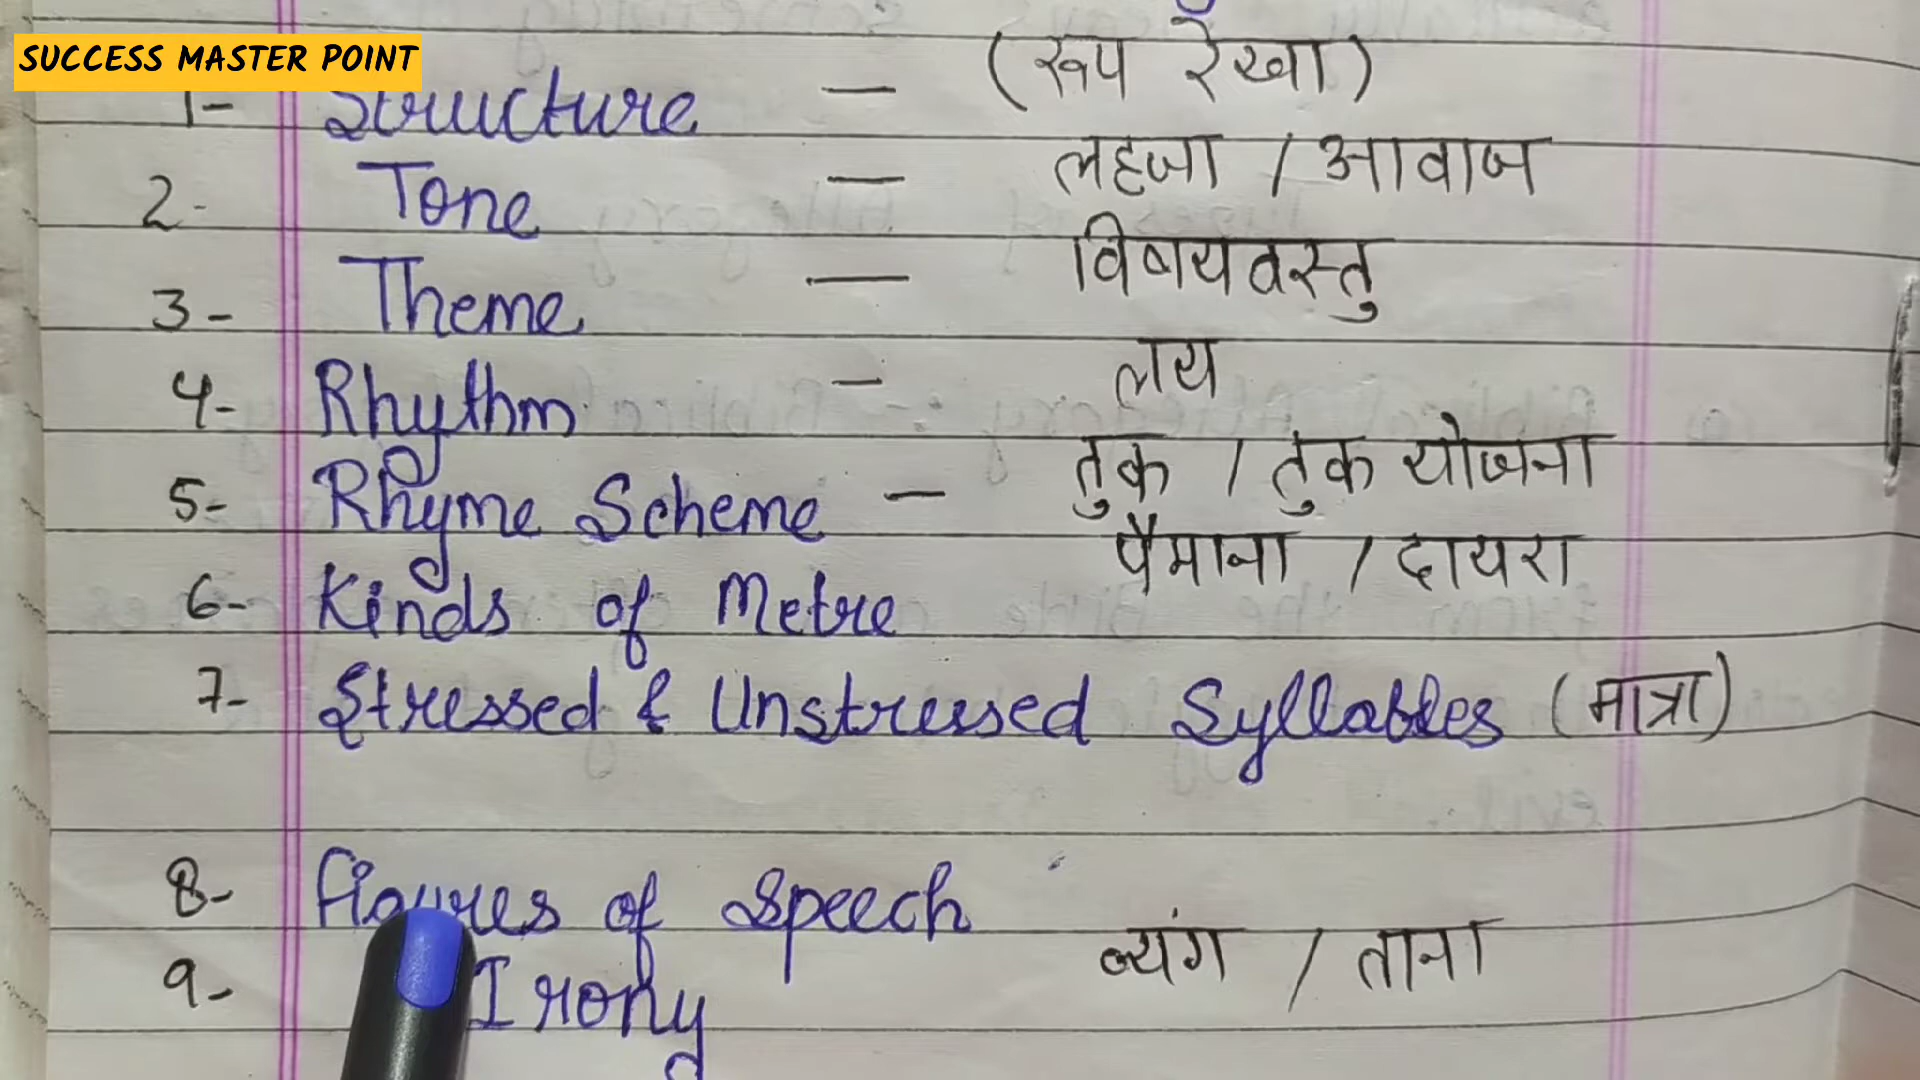 SUCCESS MASTER POINT
1- Structure — (रूप रेखा)
2- Tone — लहजा / आवाज
3- Theme — विषयवस्तु
4- Rhythm - लय
5- Rhyme Scheme - तुक / तुक योजना
6- Kinds of Metre पैमाना / दायरा
7- Stressed & Unstressed Syllables (मात्रा)
8- Figures of Speech
9- Irony व्यंग / ताना